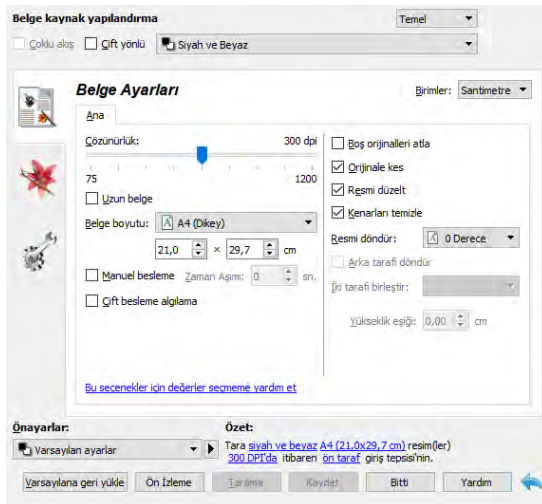 Belge kaynak yapılandırma
Temel
Çoklu akış Çift yönlü Siyah ve Beyaz
Belge Ayarları
Birimler: Santimetre
Ana
Çözünürlük: 300 dpi
75 1200
Uzun belge
Belge boyutu: A4 (Dikey)
21,0 × 29,7 cm
Manuel besleme Zaman Aşımı: 0 sn.
Çift besleme algılama
Boş orijinalleri atla
Orijinale kes
Resmi düzelt
Kenarları temizle
Resmi döndür: 0 Derece
Arka tarafı döndür
İki tarafı birleştir:
Yükseklik eşiği: 0,00 cm
Bu secenekler için değerler seçmeme yardım et
Önayarlar:
Varsayılan ayarlar
Özet:
Tara siyah ve beyaz A4 (21,0x29,7 cm) resim(ler)
300 DPI'da itibaren ön taraf giriş tepsisi'nin.
Varsayılana geri yükle Ön İzleme Tarama Kaydet Bitti Yardım